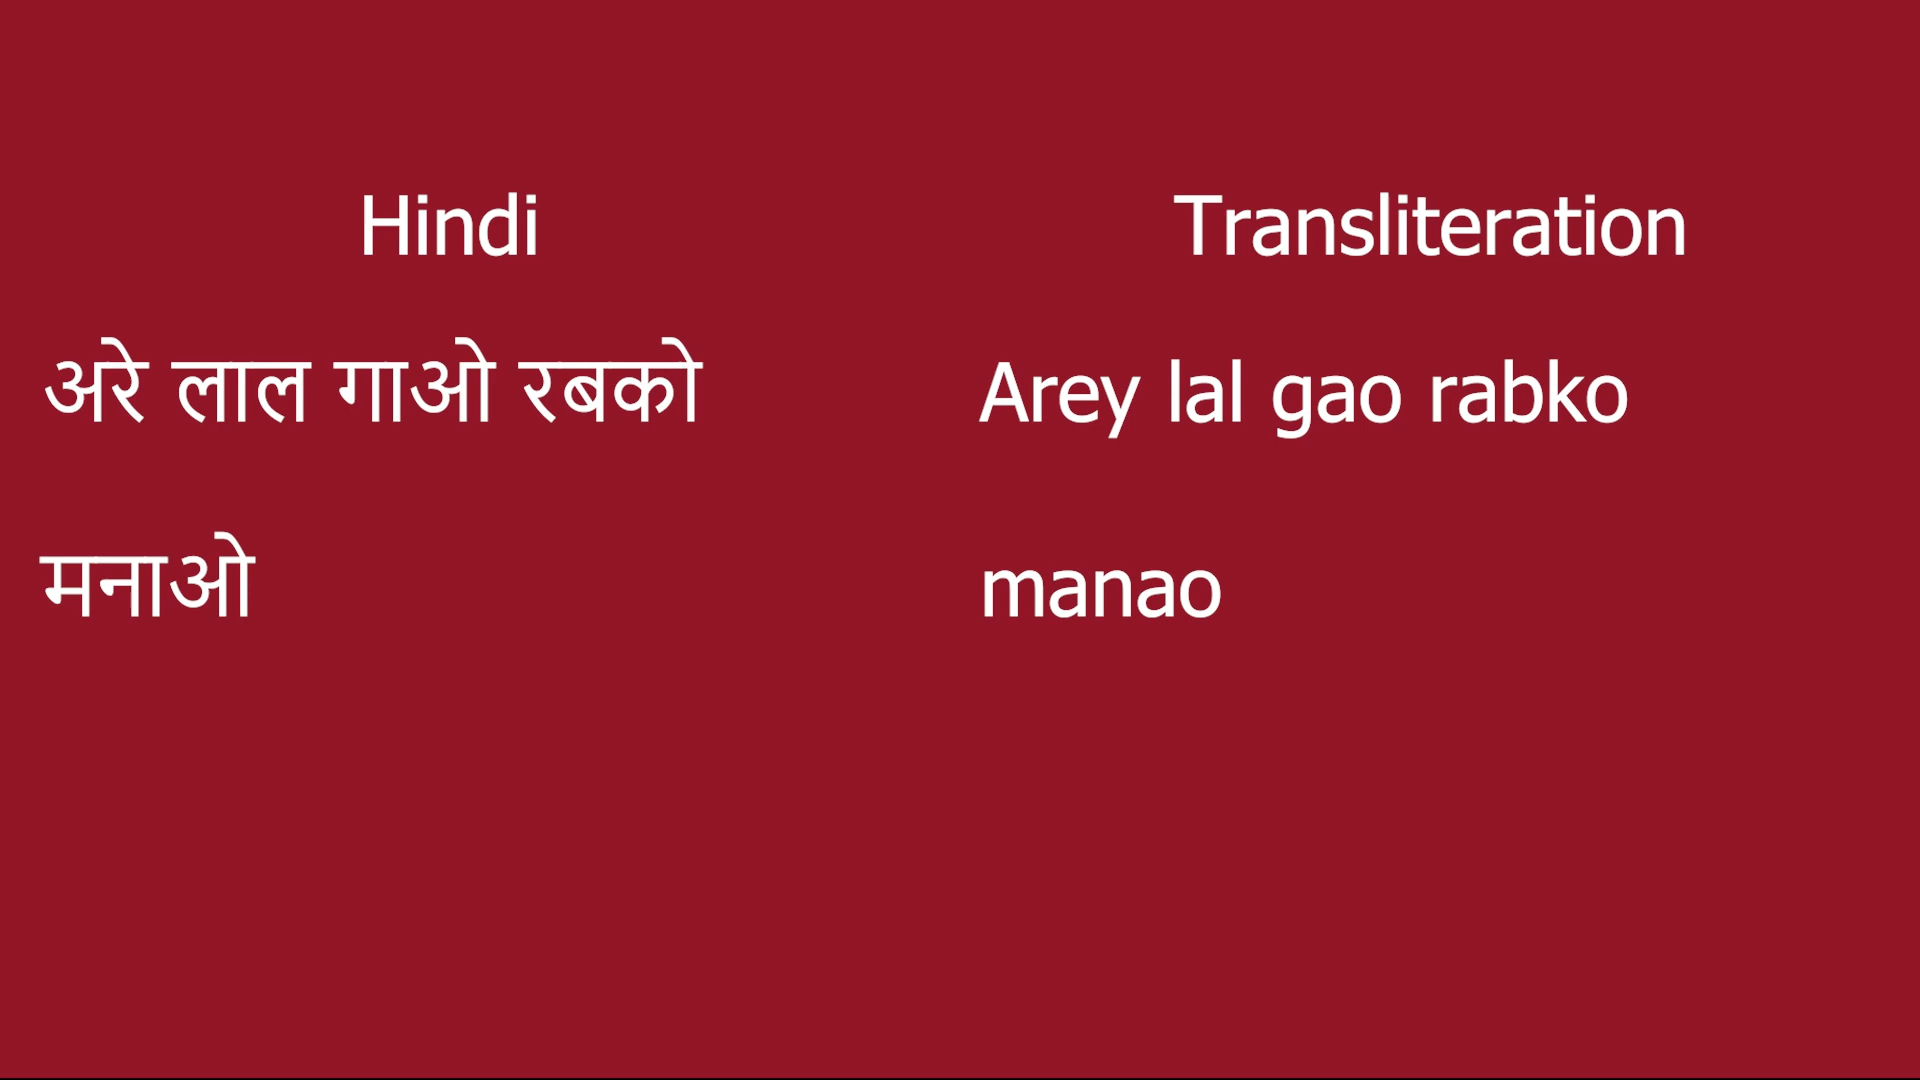 Hindi Transliteration
अरे लाल गाओ रबको Arey lal gao rabko
मनाओ manao